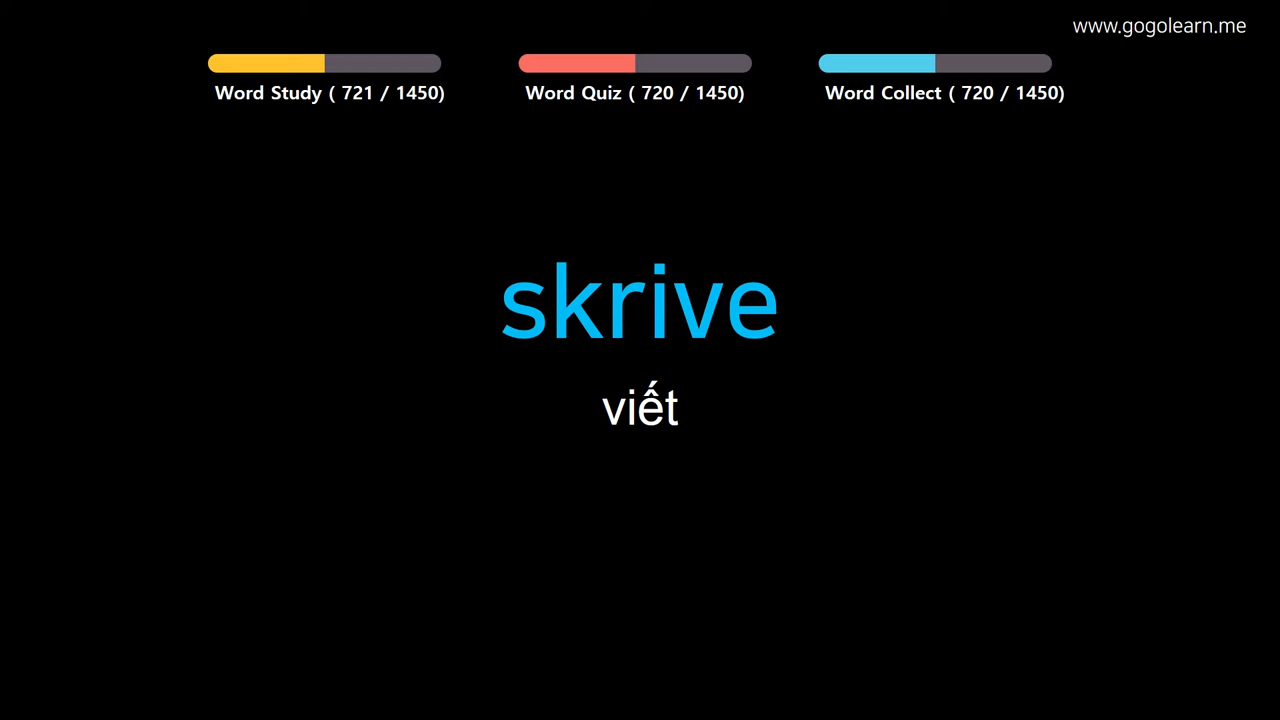 www.gogolearn.me
Word Study ( 721 / 1450)
Word Quiz ( 720 / 1450)
Word Collect ( 720 / 1450)
skrive
viết